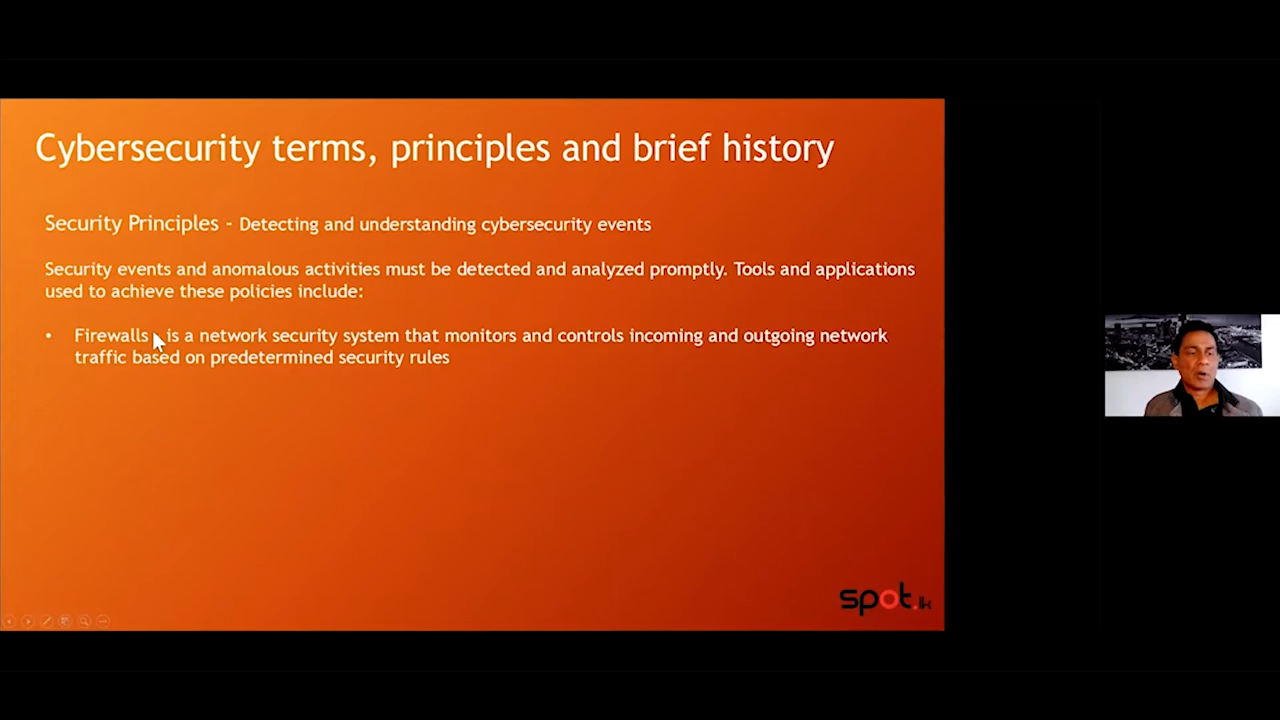 Cybersecurity terms, principles and brief history
Security Principles - Detecting and understanding cybersecurity events
Security events and anomalous activities must be detected and analyzed promptly. Tools and applications
used to achieve these policies include:
• Firewalls is a network security system that monitors and controls incoming and outgoing network
traffic based on predetermined security rules
spot.lk